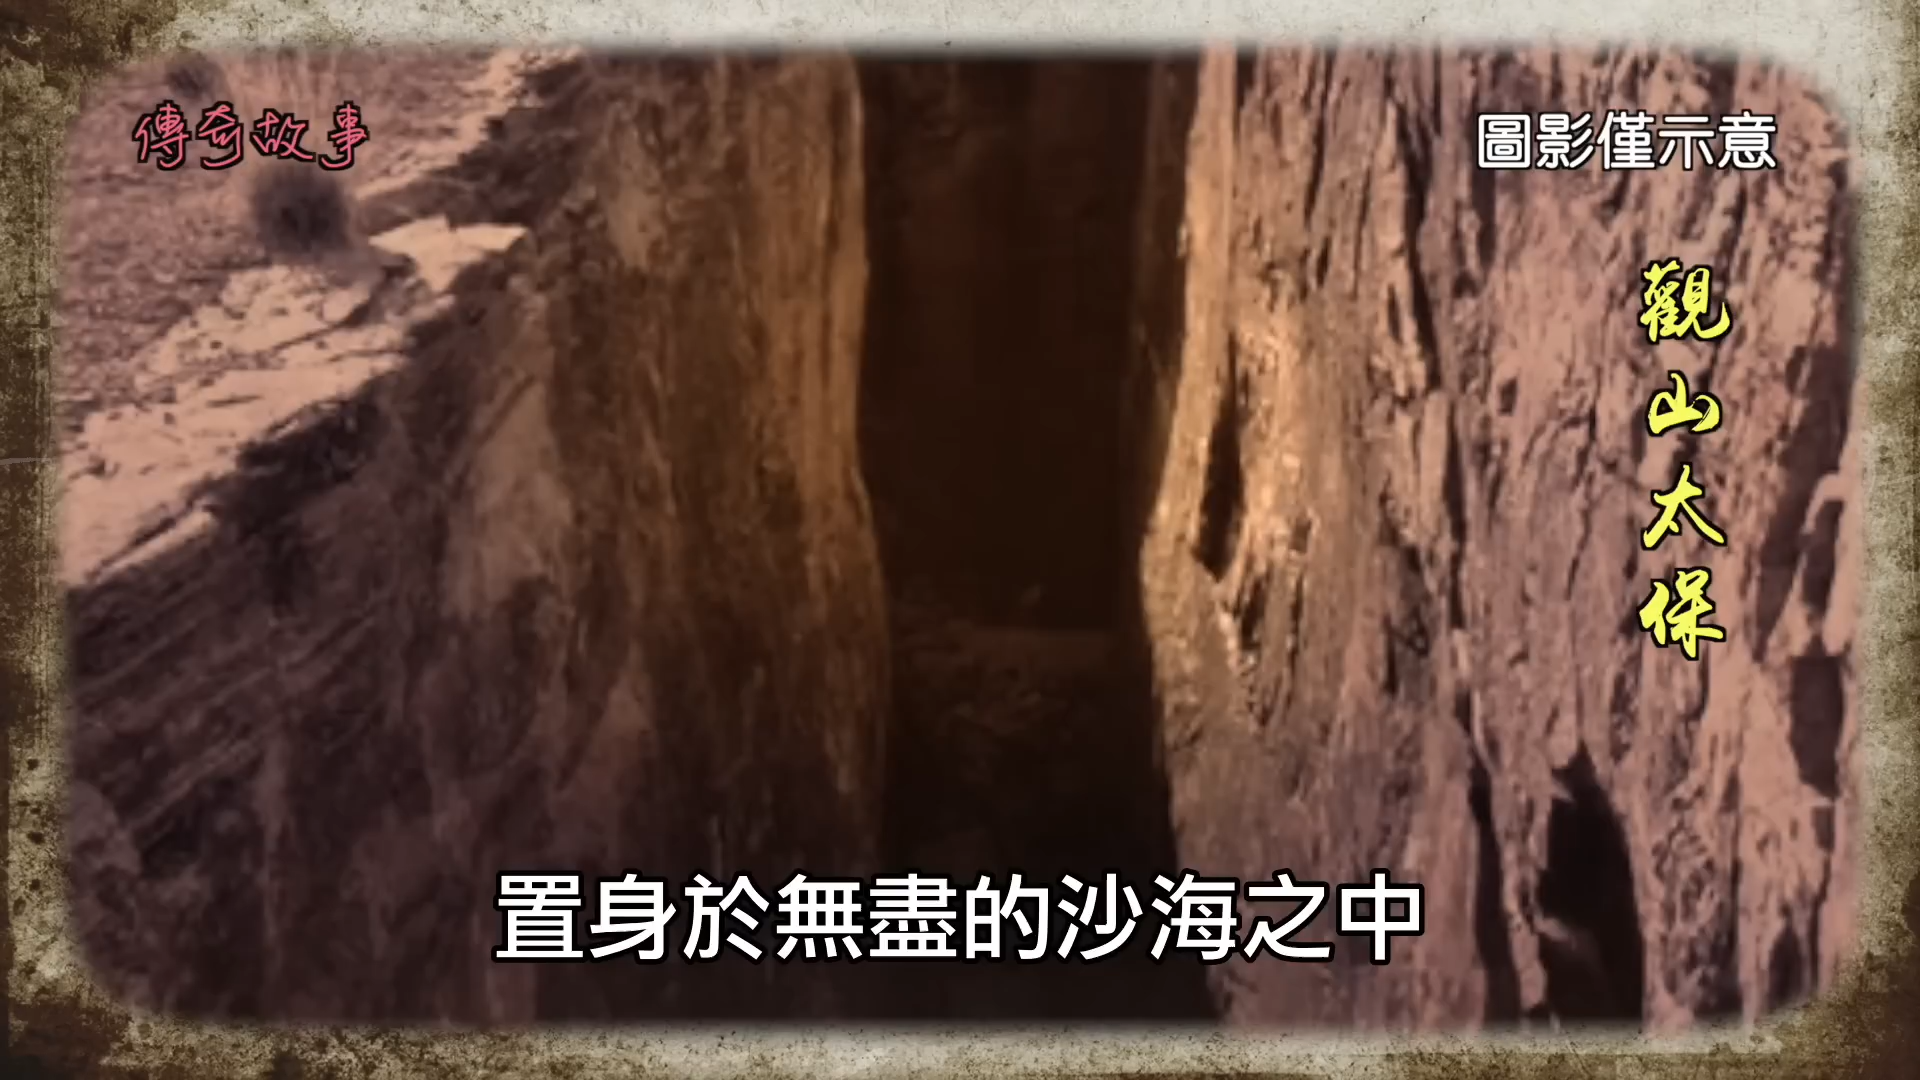 傳奇故事
圖影僅示意
觀山太保
置身於無盡的沙海之中